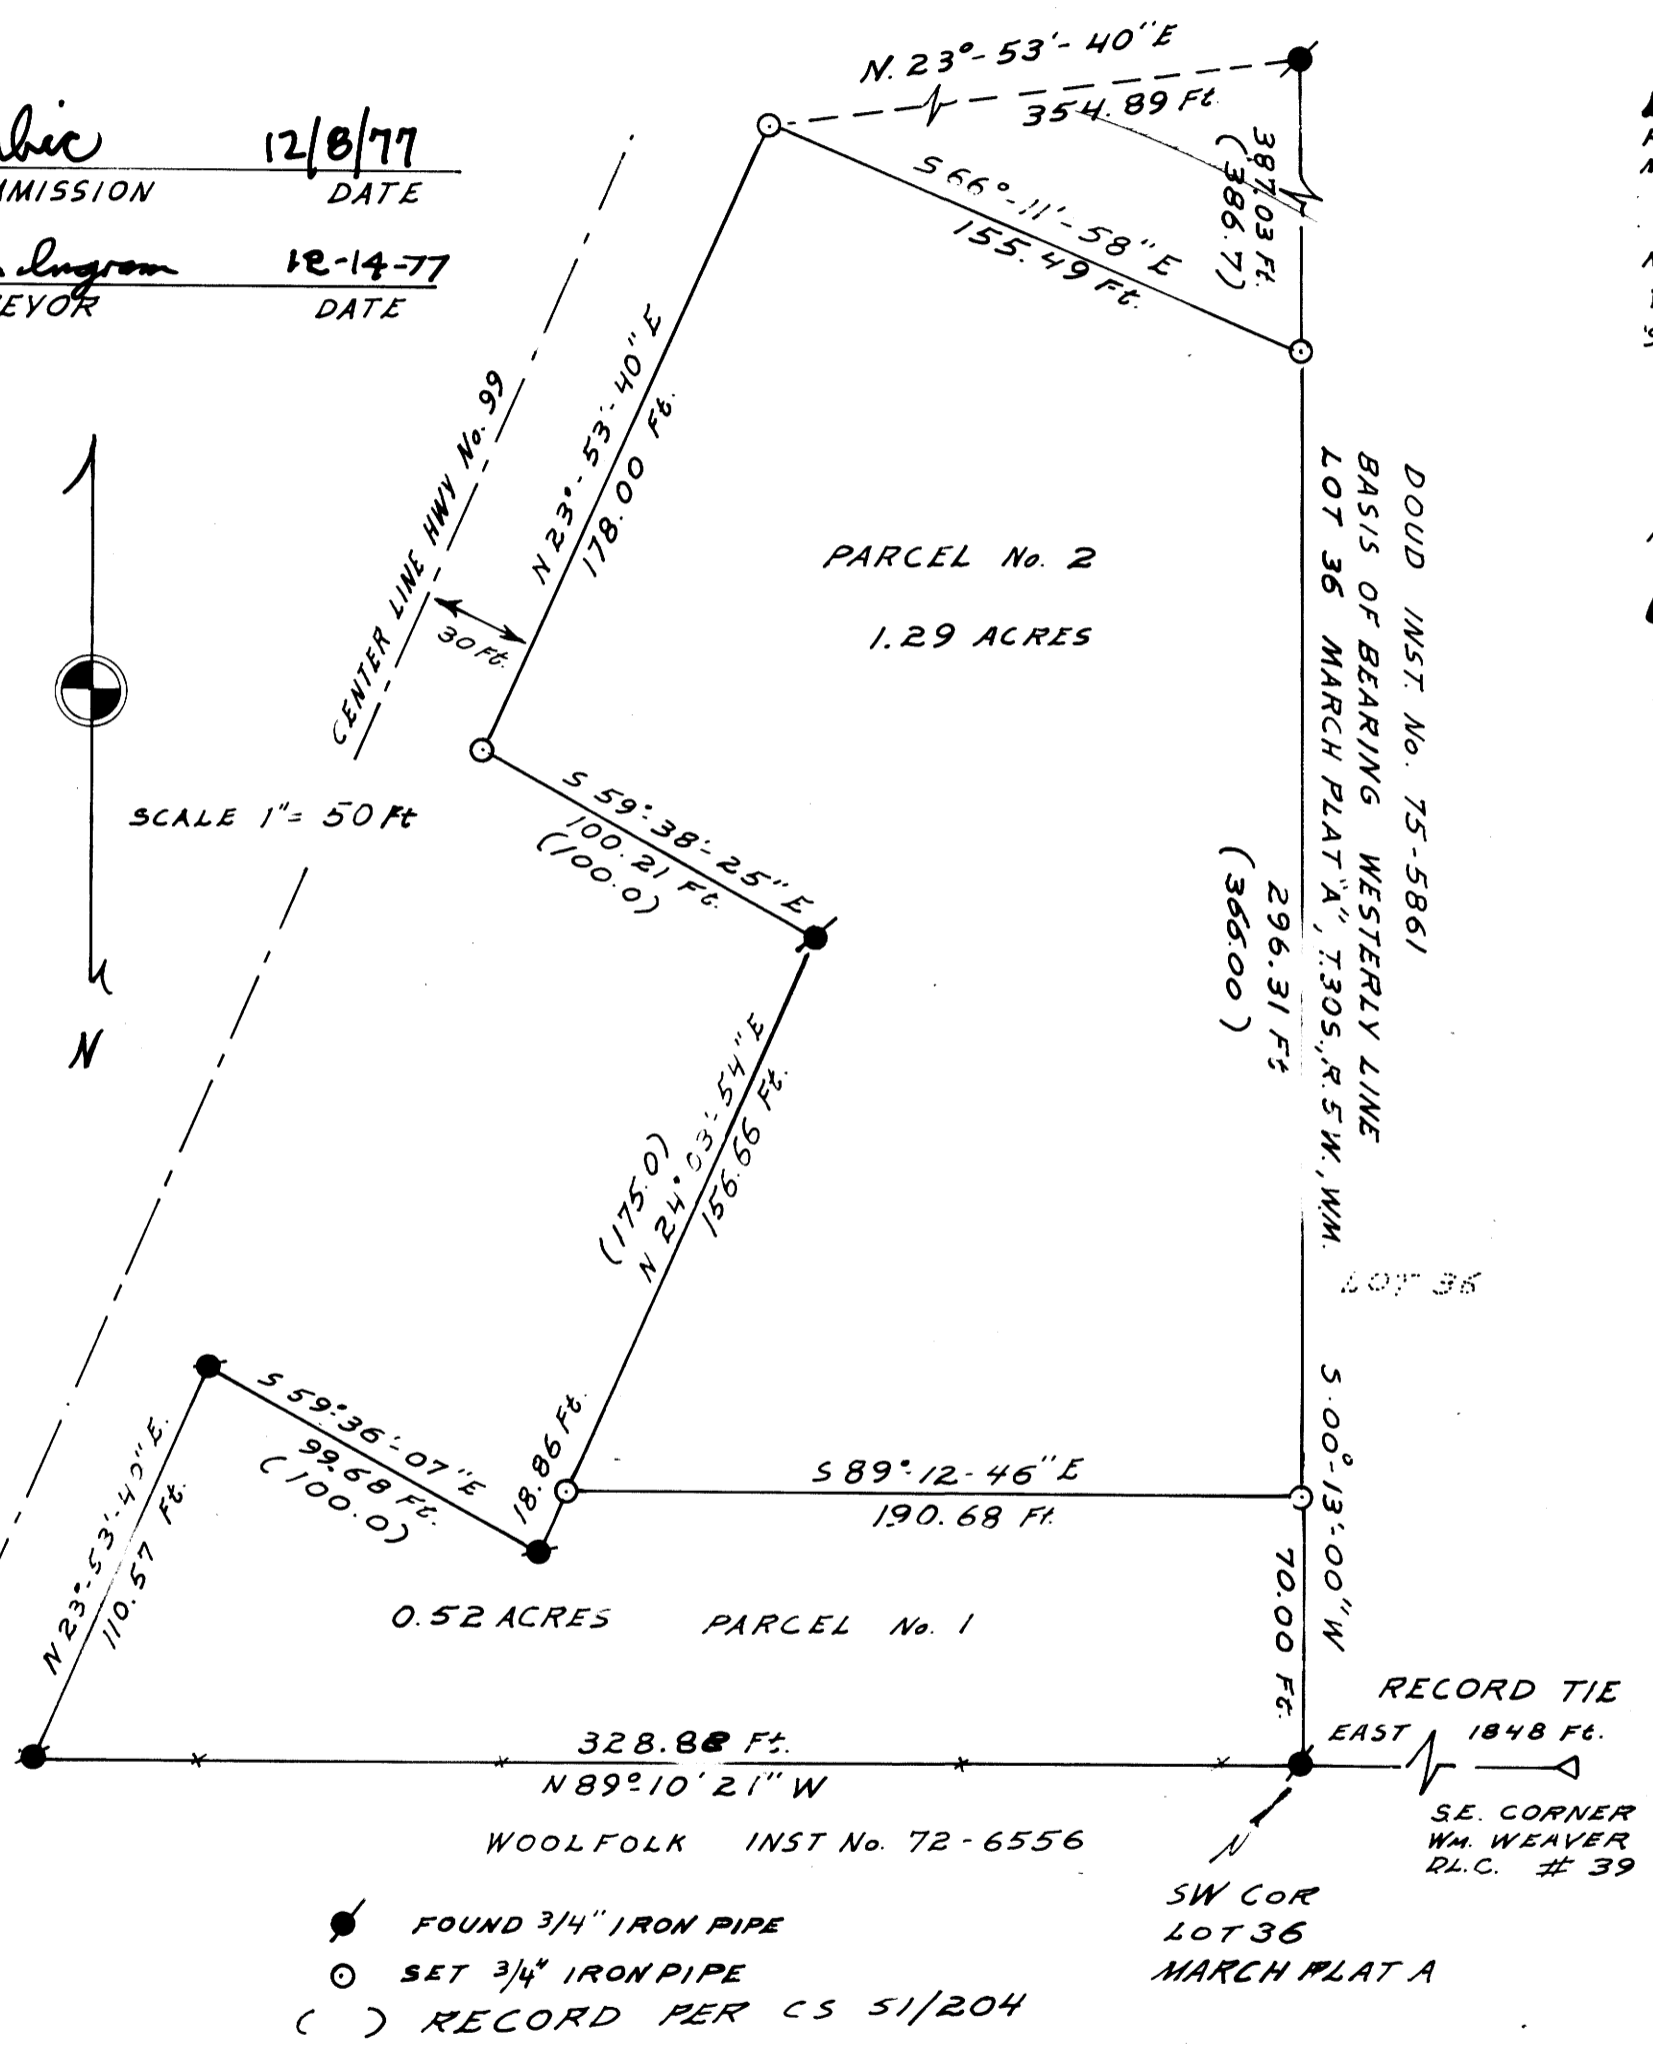 12/8/77
MMISSION DATE
Ingram 12-14-77
EYOR DATE
N. 23°-53'-40"E
354.89 Ft.
387.03 Ft.
(386.7)
S 66°-11'-58"E
155.49 Ft.
N 23°-53'-40"E
178.00 Ft.
CENTER LINE HWY No. 99
30 Ft.
PARCEL No. 2
1.29 ACRES
DOUD INST. No. 75-5861
BASIS OF BEARING WESTERLY LINE
LOT 36 MARCH PLAT "A", T.30S., R.5W., W.M.
SCALE 1"= 50 Ft
N
S 59°-38'-25"E
100.21 Ft.
(100.0)
296.31 Ft
(366.00)
(175.0)
N 24°03'-54"E
156.66 Ft.
LOT 36
S 59°36'-07"E
99.68 Ft.
(100.0)
18.86 Ft.
S 89°-12-46"E
190.68 Ft.
S.00°-13'-00"W
70.00 Ft.
N 23°-53'-40"E.
110.57 Ft.
0.52 ACRES PARCEL No. 1
328.88 Ft.
N 89°-10'21"W
RECORD TIE
EAST 1848 Ft.
S.E. CORNER
WM. WEAVER
D.L.C. # 39
WOOLFOLK INST No. 72-6556
N
SW COR
LOT 36
MARCH PLAT A
FOUND 3/4" IRON PIPE
SET 3/4" IRON PIPE
( ) RECORD PER CS 51/204